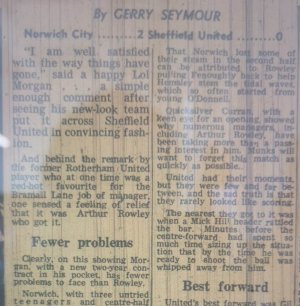 By GERRY SEYMOUR
Norwich City ......... 2 Sheffield United ......... 0
"I am well satisfied
with the way things have
gone," said a happy Lol
Morgan . . . a simple
enough comment after
seeing his new-look team
put it across Sheffield
United in convincing fash-
ion.
And behind the remark by
the former Rotherham United
player who at one time was a
red-hot favourite for the
Bramall Lane job of manager,
one sensed a feeling of relief
that it was Arthur Rowley
who got it.
Fewer problems
Clearly, on this showing Mor-
gan, with a new two-year con-
tract in his pocket, has fewer
problems to face than Rowley.
Norwich, with three untried
teenagers and centre-half
That Norwich lost some of
their steam in the second half
can be attributed to Rowley
putting Fenoughty back to help
Hemsley stem the tidal waves,
which so often started from
young O'Donnell.
Quicksilver Curran, with a
keen eye for an opening, showed
why numerous managers, in-
cluding Arthur Rowley, have
been taking more than a pass-
ing interest in him. Munks will
want to forget this match as
quickly as possible.
United had their moments,
but they were few and far be-
tween, and the sad truth is that
they rarely looked like scoring.
The nearest they got to it was
when a Mick Hill header rattled
the bar. Minutes before the
centre-forward had spent so
much time sizing up the situa-
tion that by the time he was
ready to shoot the ball was
whipped away from him.
Best forward
United's best forward was